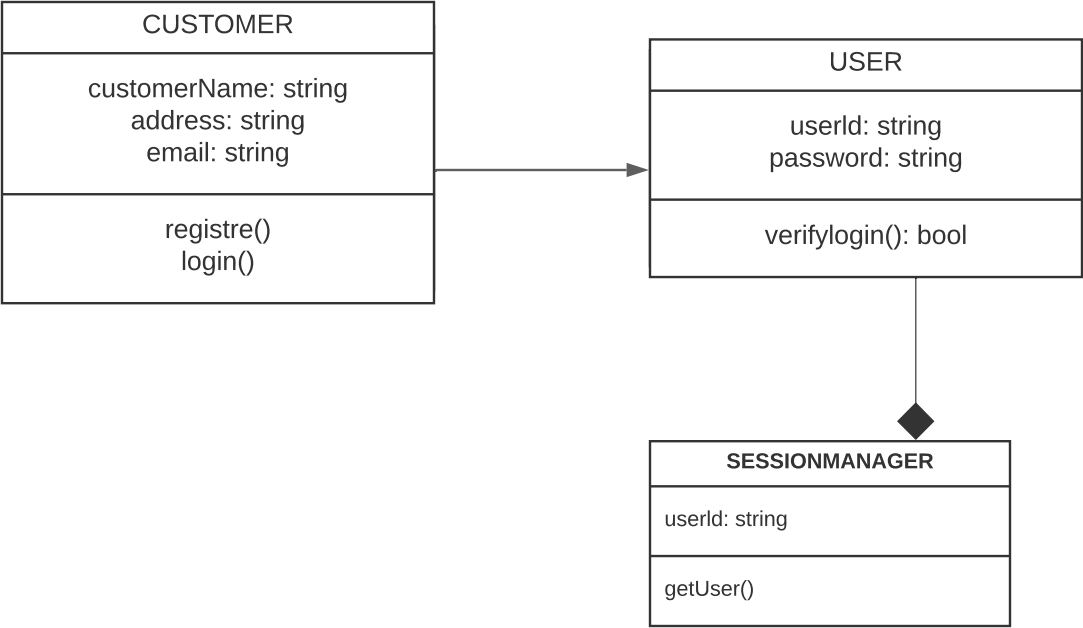 CUSTOMER
customerName: string
address: string
email: string
registre()
login()
USER
userId: string
password: string
verifylogin(): bool
SESSIONMANAGER
userId: string
getUser()